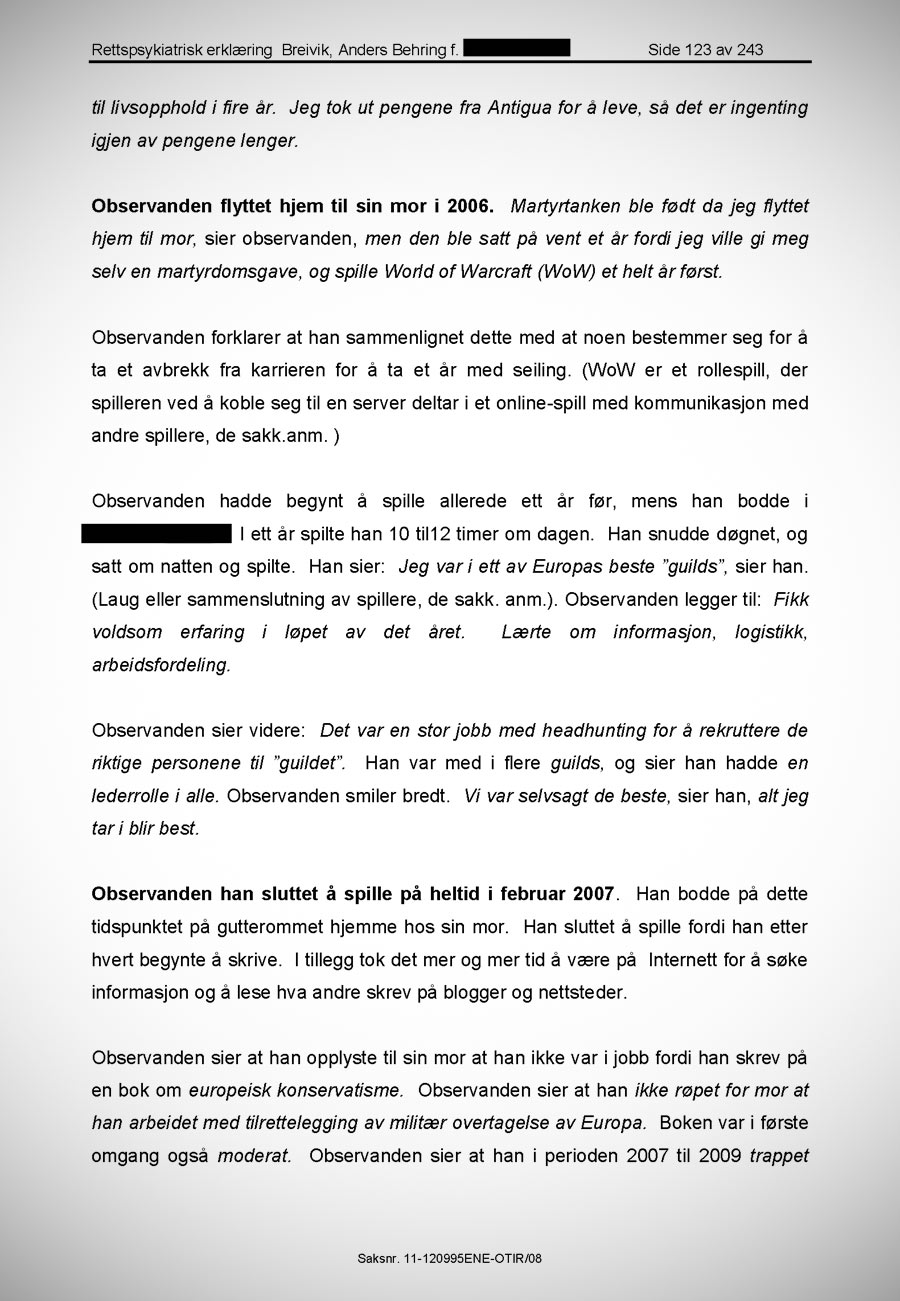 Rettspsykiatrisk erklæring Breivik, Anders Behring f. Side 123 av 243
til livsopphold i fire år. Jeg tok ut pengene fra Antigua for å leve, så det er ingenting
igjen av pengene lenger.
Observanden flyttet hjem til sin mor i 2006. Martyrtanken ble født da jeg flyttet
hjem til mor, sier observanden, men den ble satt på vent et år fordi jeg ville gi meg
selv en martyrdomsgave, og spille World of Warcraft (WoW) et helt år først.
Observanden forklarer at han sammenlignet dette med at noen bestemmer seg for å
ta et avbrekk fra karrieren for å ta et år med seiling. (WoW er et rollespill, der
spilleren ved å koble seg til en server deltar i et online-spill med kommunikasjon med
andre spillere, de sakk.anm. )
Observanden hadde begynt å spille allerede ett år før, mens han bodde i
I ett år spilte han 10 til12 timer om dagen. Han snudde døgnet, og
satt om natten og spilte. Han sier: Jeg var i ett av Europas beste ”guilds”, sier han.
(Laug eller sammenslutning av spillere, de sakk. anm.). Observanden legger til: Fikk
voldsom erfaring i løpet av det året. Lærte om informasjon, logistikk,
arbeidsfordeling.
Observanden sier videre: Det var en stor jobb med headhunting for å rekruttere de
riktige personene til ”guildet”. Han var med i flere guilds, og sier han hadde en
lederrolle i alle. Observanden smiler bredt. Vi var selvsagt de beste, sier han, alt jeg
tar i blir best.
Observanden han sluttet å spille på heltid i februar 2007. Han bodde på dette
tidspunktet på gutterommet hjemme hos sin mor. Han sluttet å spille fordi han etter
hvert begynte å skrive. I tillegg tok det mer og mer tid å være på Internett for å søke
informasjon og å lese hva andre skrev på blogger og nettsteder.
Observanden sier at han opplyste til sin mor at han ikke var i jobb fordi han skrev på
en bok om europeisk konservatisme. Observanden sier at han ikke røpet for mor at
han arbeidet med tilrettelegging av militær overtagelse av Europa. Boken var i første
omgang også moderat. Observanden sier at han i perioden 2007 til 2009 trappet
Saksnr. 11-120995ENE-OTIR/08